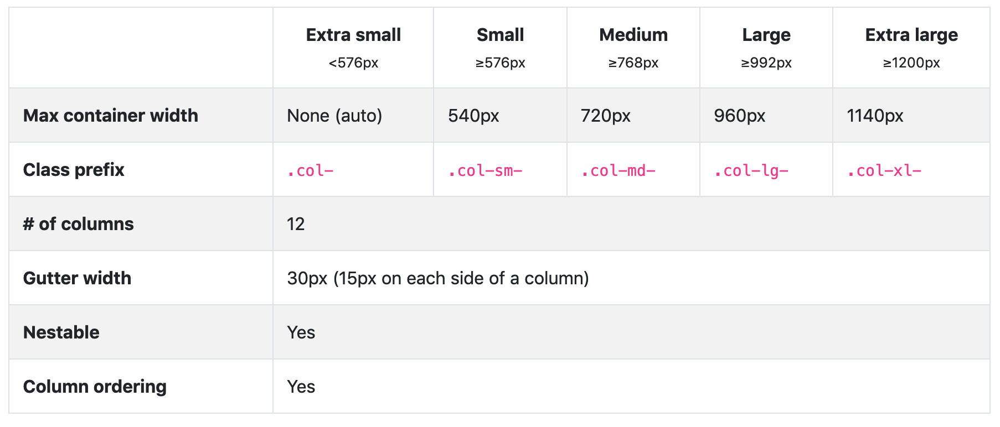 Extra small Small Medium Large Extra large
<576px ≥576px ≥768px ≥992px ≥1200px
Max container width None (auto) 540px 720px 960px 1140px
Class prefix .col- .col-sm- .col-md- .col-lg- .col-xl-
# of columns 12
Gutter width 30px (15px on each side of a column)
Nestable Yes
Column ordering Yes